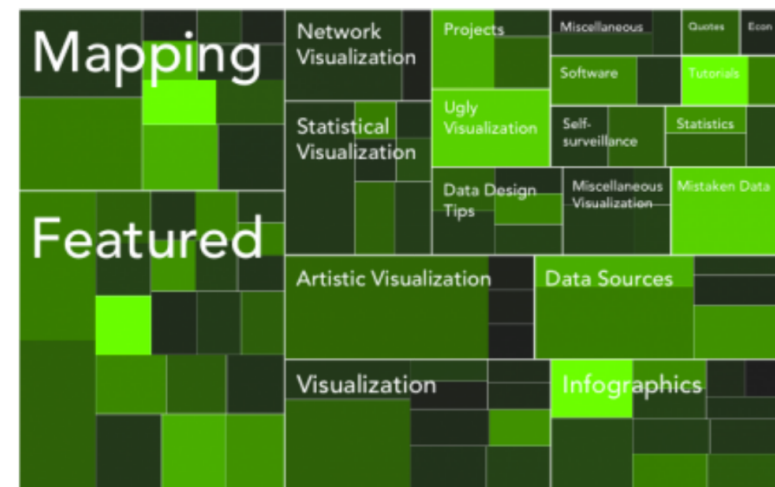 Mapping
Featured
Network
Visualization
Statistical
Visualization
Projects
Ugly
Visualization
Data Design
Tips
Miscellaneous
Quotes
Econ
Software
Tutorials
Self-
surveillance
Statistics
Miscellaneous
Visualization
Mistaken Data
Artistic Visualization
Data Sources
Visualization
Infographics